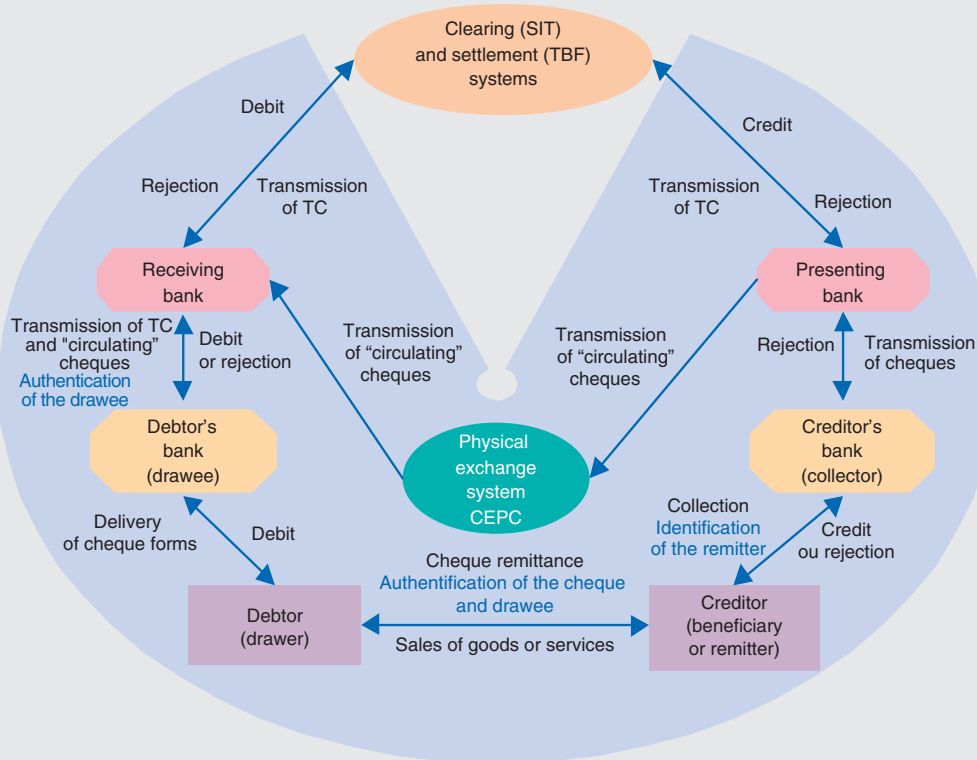 Clearing (SIT)
and settlement (TBF)
systems
Debit
Credit
Rejection
Transmission
of TC
Transmission
of TC
Rejection
Receiving
bank
Presenting
bank
Transmission of TC
and "circulating"
cheques
Authentication
of the drawee
Debit
or rejection
Transmission
of “circulating”
cheques
Transmission
of “circulating”
cheques
Rejection
Transmission
of cheques
Debtor’s
bank
(drawee)
Physical
exchange
system
CEPC
Creditor’s
bank
(collector)
Delivery
of cheque forms
Debit
Collection
Identification
of the remitter
Credit
ou rejection
Cheque remittance
Authentification of the cheque
and drawee
Sales of goods or services
Debtor
(drawer)
Creditor
(beneficiary
or remitter)